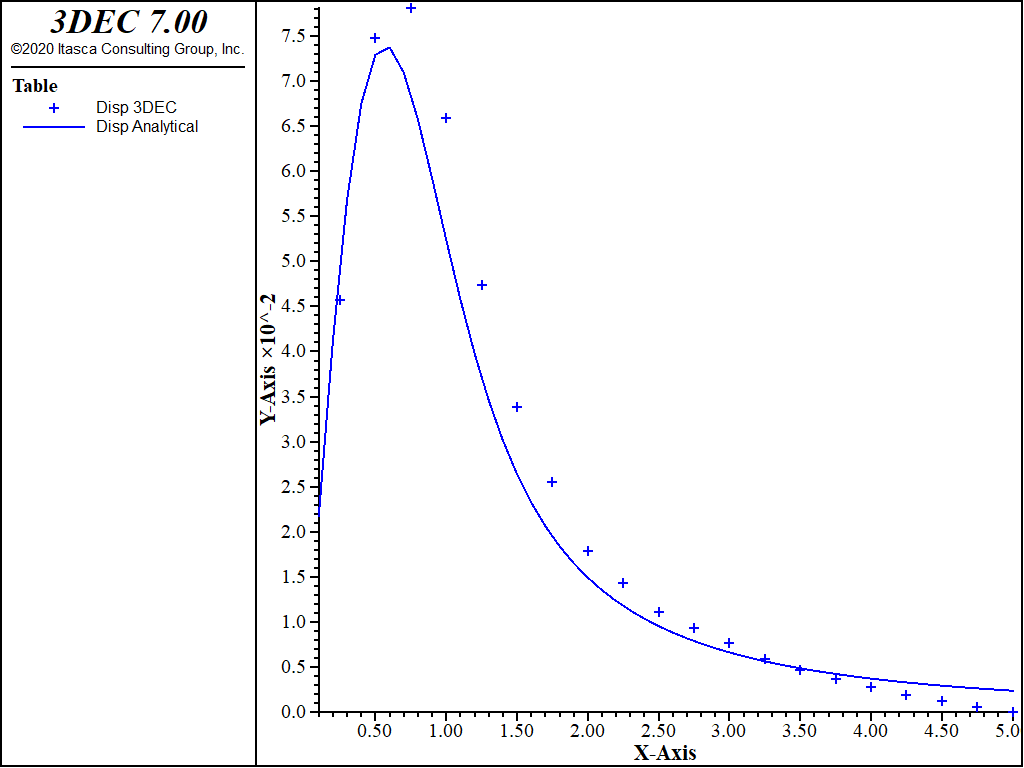 3DEC 7.00
©2020 Itasca Consulting Group, Inc.
Table
Disp 3DEC
Disp Analytical
Y-Axis ×10^-2
7.5
7.0
6.5
6.0
5.5
5.0
4.5
4.0
3.5
3.0
2.5
2.0
1.5
1.0
0.5
0.0
0.50 1.00 1.50 2.00 2.50 3.00 3.50 4.00 4.50 5.0
X-Axis